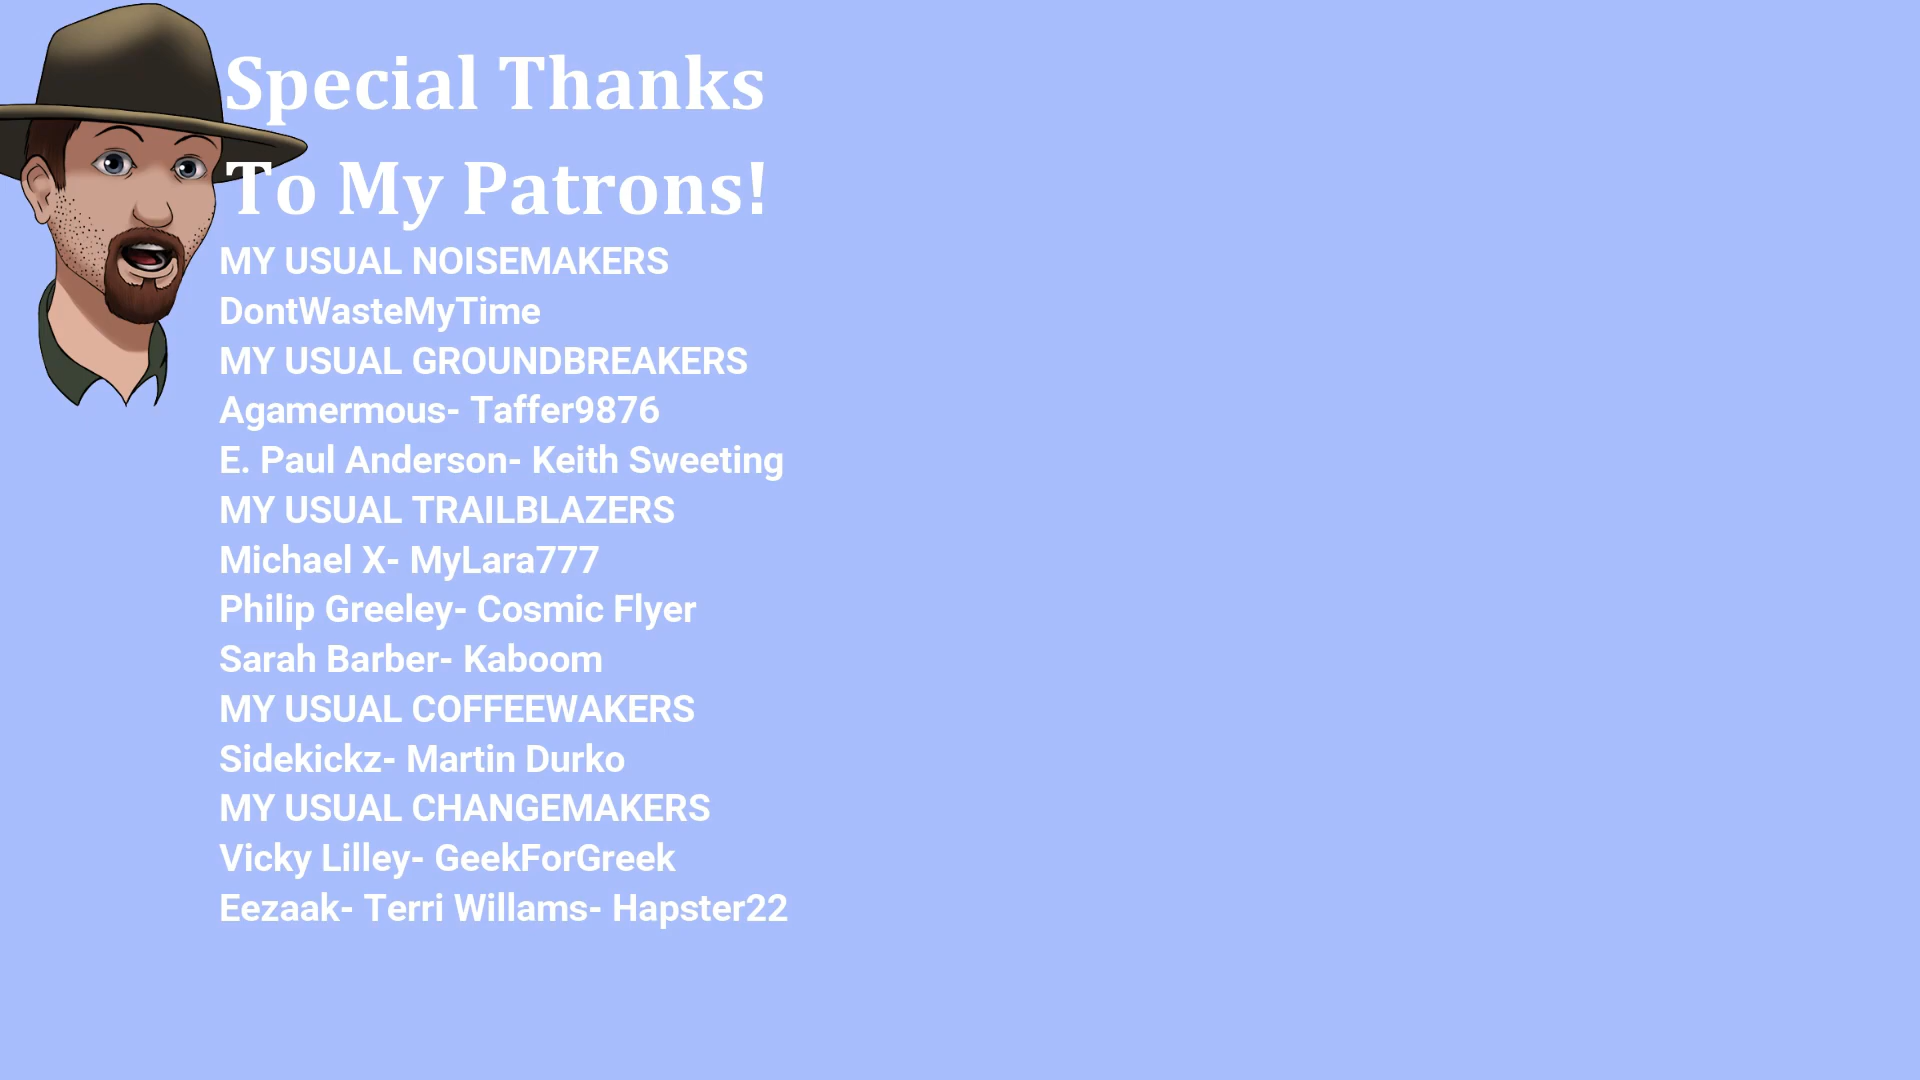 Special Thanks
To My Patrons!
MY USUAL NOISEMAKERS
DontWasteMyTime
MY USUAL GROUNDBREAKERS
Agamermous- Taffer9876
E. Paul Anderson- Keith Sweeting
MY USUAL TRAILBLAZERS
Michael X- MyLara777
Philip Greeley- Cosmic Flyer
Sarah Barber- Kaboom
MY USUAL COFFEEWAKERS
Sidekickz- Martin Durko
MY USUAL CHANGEMAKERS
Vicky Lilley- GeekForGreek
Eezaak- Terri Willams- Hapster22